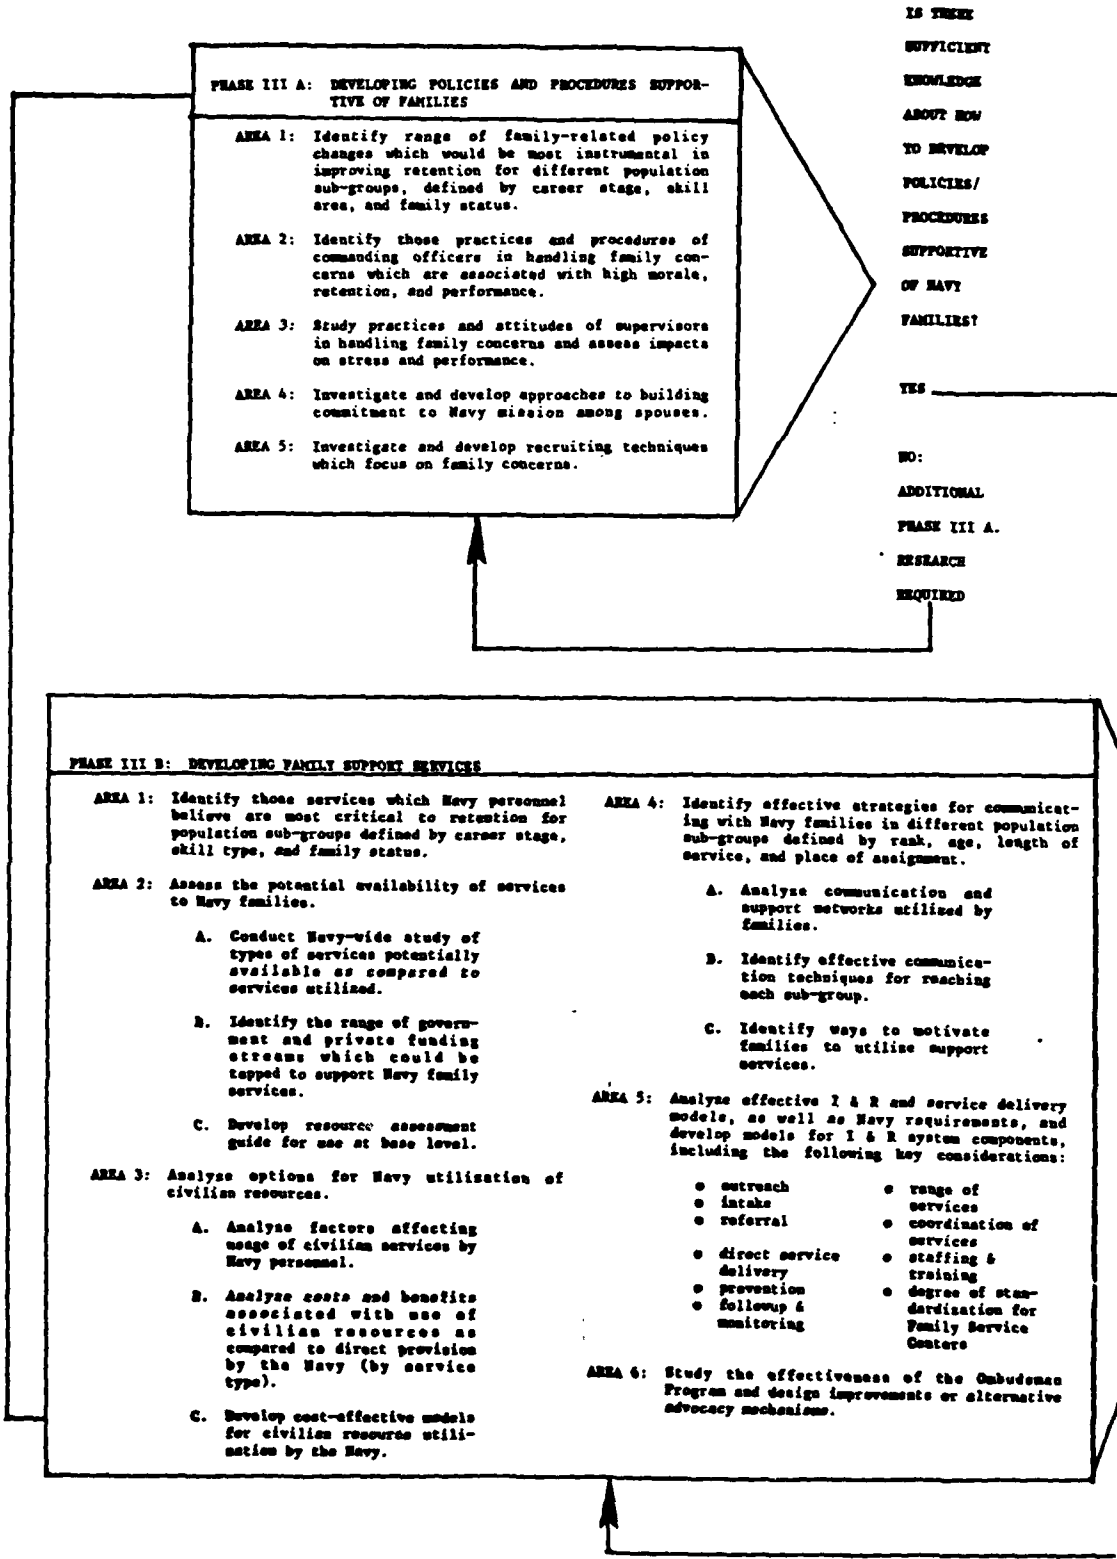 PHASE III A: DEVELOPING POLICIES AND PROCEDURES SUPPOR-
TIVE OF FAMILIES
AREA 1: Identify range of family-related policy
changes which would be most instrumental in
improving retention for different population
sub-groups, defined by career stage, skill
area, and family status.
AREA 2: Identify those practices and procedures of
commanding officers in handling family con-
cerns which are associated with high morale,
retention, and performance.
AREA 3: Study practices and attitudes of supervisors
in handling family concerns and assess impacts
on stress and performance.
AREA 4: Investigate and develop approaches to building
commitment to Navy mission among spouses.
AREA 5: Investigate and develop recruiting techniques
which focus on family concerns.
IS THERE
SUFFICIENT
KNOWLEDGE
ABOUT HOW
TO DEVELOP
POLICIES/
PROCEDURES
SUPPORTIVE
OF NAVY
FAMILIES?
YES
NO:
ADDITIONAL
PHASE III A.
RESEARCH
REQUIRED
PHASE III B: DEVELOPING FAMILY SUPPORT SERVICES
AREA 1: Identify those services which Navy personnel
believe are most critical to retention for
population sub-groups defined by career stage,
skill type, and family status.
AREA 2: Assess the potential availability of services
to Navy families.
A. Conduct Navy-wide study of
types of services potentially
available as compared to
services utilized.
B. Identify the range of govern-
ment and private funding
streams which could be
tapped to support Navy family
services.
C. Develop resource assessment
guide for use at base level.
AREA 3: Analyze options for Navy utilization of
civilian resources.
A. Analyze factors affecting
usage of civilian services by
Navy personnel.
B. Analyze costs and benefits
associated with use of
civilian resources as
compared to direct provision
by the Navy (by service
type).
C. Develop cost-effective models
for civilian resource utili-
zation by the Navy.
AREA 4: Identify effective strategies for communicat-
ing with Navy families in different population
sub-groups defined by rank, age, length of
service, and place of assignment.
A. Analyze communication and
support networks utilized by
families.
B. Identify effective communica-
tion techniques for reaching
each sub-group.
C. Identify ways to motivate
families to utilize support
services.
AREA 5: Analyze effective I & R and service delivery
models, as well as Navy requirements, and
develop models for I & R system components,
including the following key considerations:
● outreach
● intake
● referral
● direct service
delivery
● prevention
● followup &
monitoring
● range of
services
● coordination of
services
● staffing &
training
● degree of stan-
dardization for
Family Service
Centers
AREA 6: Study the effectiveness of the Ombudsman
Program and design improvements or alternative
advocacy mechanisms.